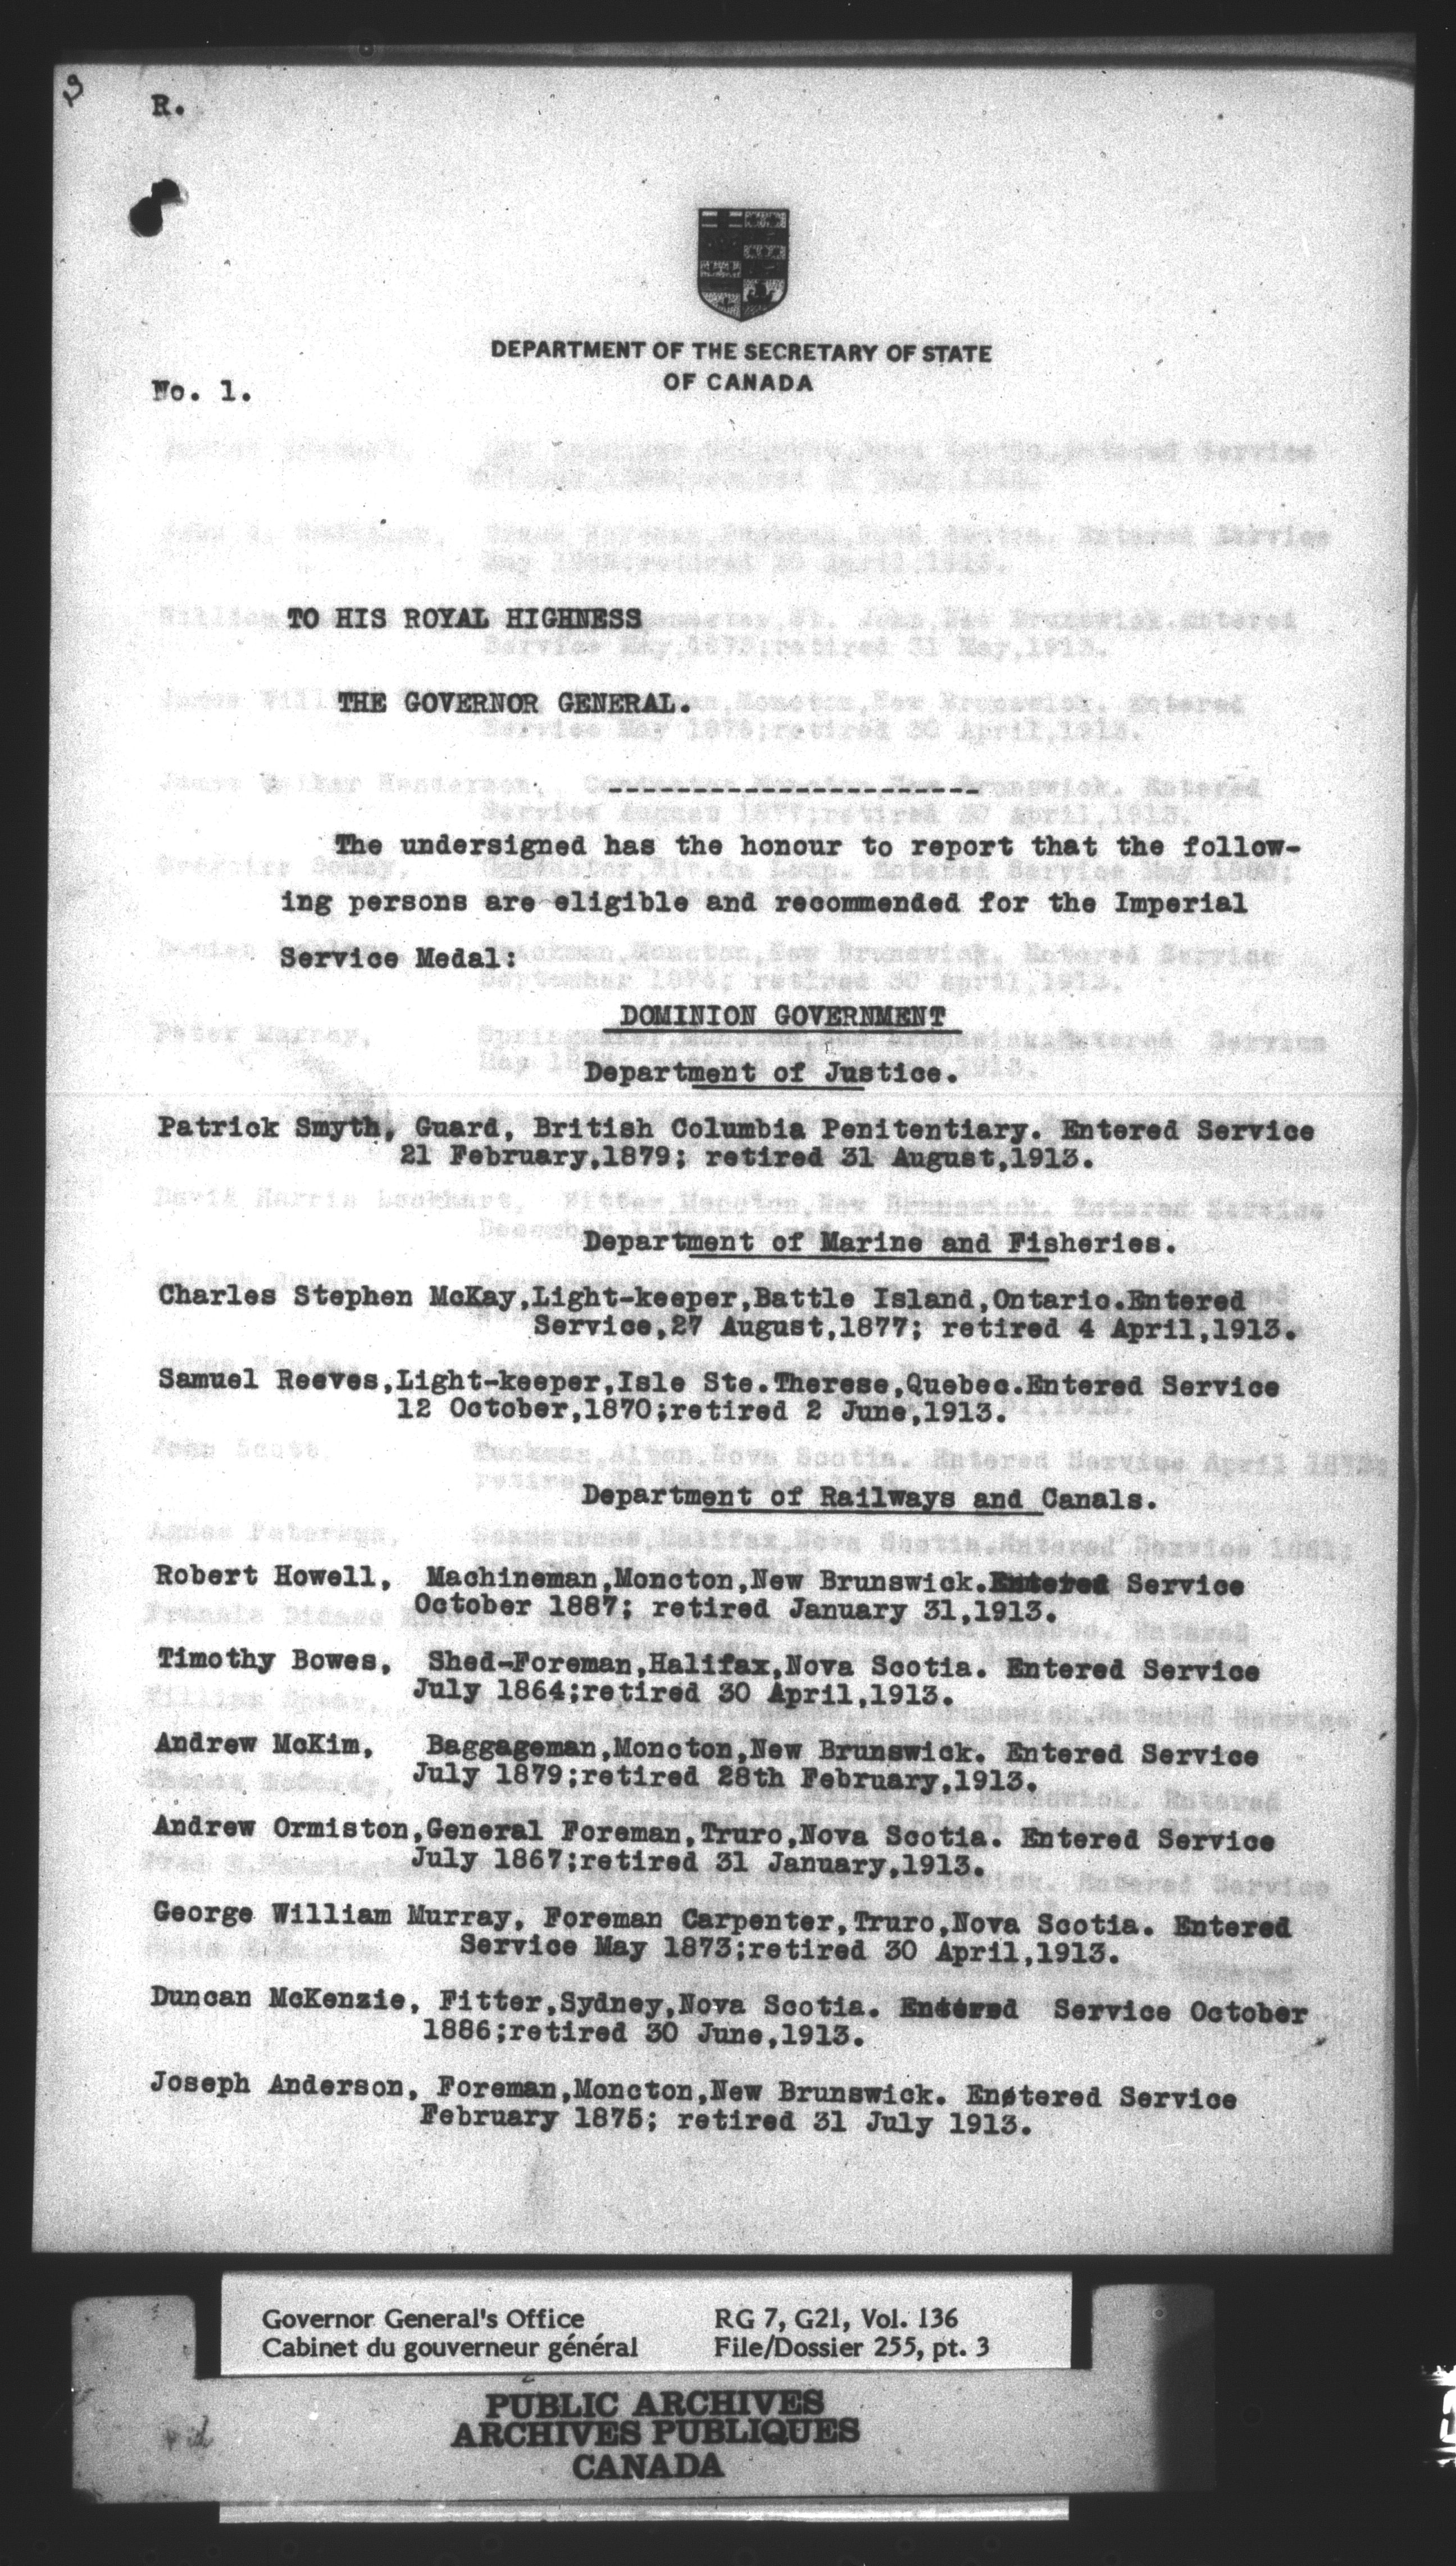 R.
DEPARTMENT OF THE SECRETARY OF STATE
OF CANADA
No. 1.
TO HIS ROYAL HIGHNESS
THE GOVERNOR GENERAL.
----------------------
The undersigned has the honour to report that the follow-
ing persons are eligible and recommended for the Imperial
Service Medal:
DOMINION GOVERNMENT
Department of Justice.
Patrick Smyth, Guard, British Columbia Penitentiary. Entered Service
21 February,1879; retired 31 August,1913.
Department of Marine and Fisheries.
Charles Stephen McKay,Light-keeper,Battle Island,Ontario.Entered
Service,27 August,1877; retired 4 April,1913.
Samuel Reeves,Light-keeper,Isle Ste.Therese,Quebec.Entered Service
12 October,1870;retired 2 June,1913.
Department of Railways and Canals.
Robert Howell, Machineman,Moncton,New Brunswick.Entered Service
October 1887; retired January 31,1913.
Timothy Bowes, Shed-Foreman,Halifax,Nova Scotia. Entered Service
July 1864;retired 30 April,1913.
Andrew McKim, Baggageman,Moncton,New Brunswick. Entered Service
July 1879;retired 28th February,1913.
Andrew Ormiston,General Foreman,Truro,Nova Scotia. Entered Service
July 1867;retired 31 January,1913.
George William Murray, Foreman Carpenter,Truro,Nova Scotia. Entered
Service May 1873;retired 30 April,1913.
Duncan McKenzie, Fitter,Sydney,Nova Scotia. Entered Service October
1886;retired 30 June,1913.
Joseph Anderson, Foreman,Moncton,New Brunswick. Enstered Service
February 1875; retired 31 July 1913.
Governor General's Office RG 7, G21, Vol. 136
Cabinet du gouverneur général File/Dossier 255, pt. 3
PUBLIC ARCHIVES
ARCHIVES PUBLIQUES
CANADA